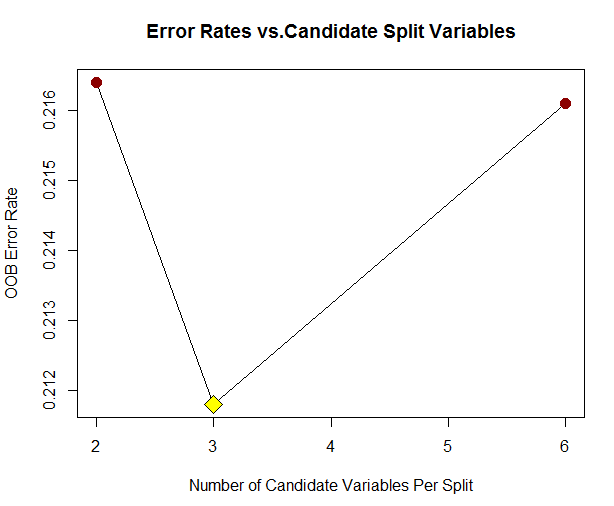 Error Rates vs.Candidate Split Variables
OOB Error Rate
0.216
0.215
0.214
0.213
0.212
2 3 4 5 6
Number of Candidate Variables Per Split